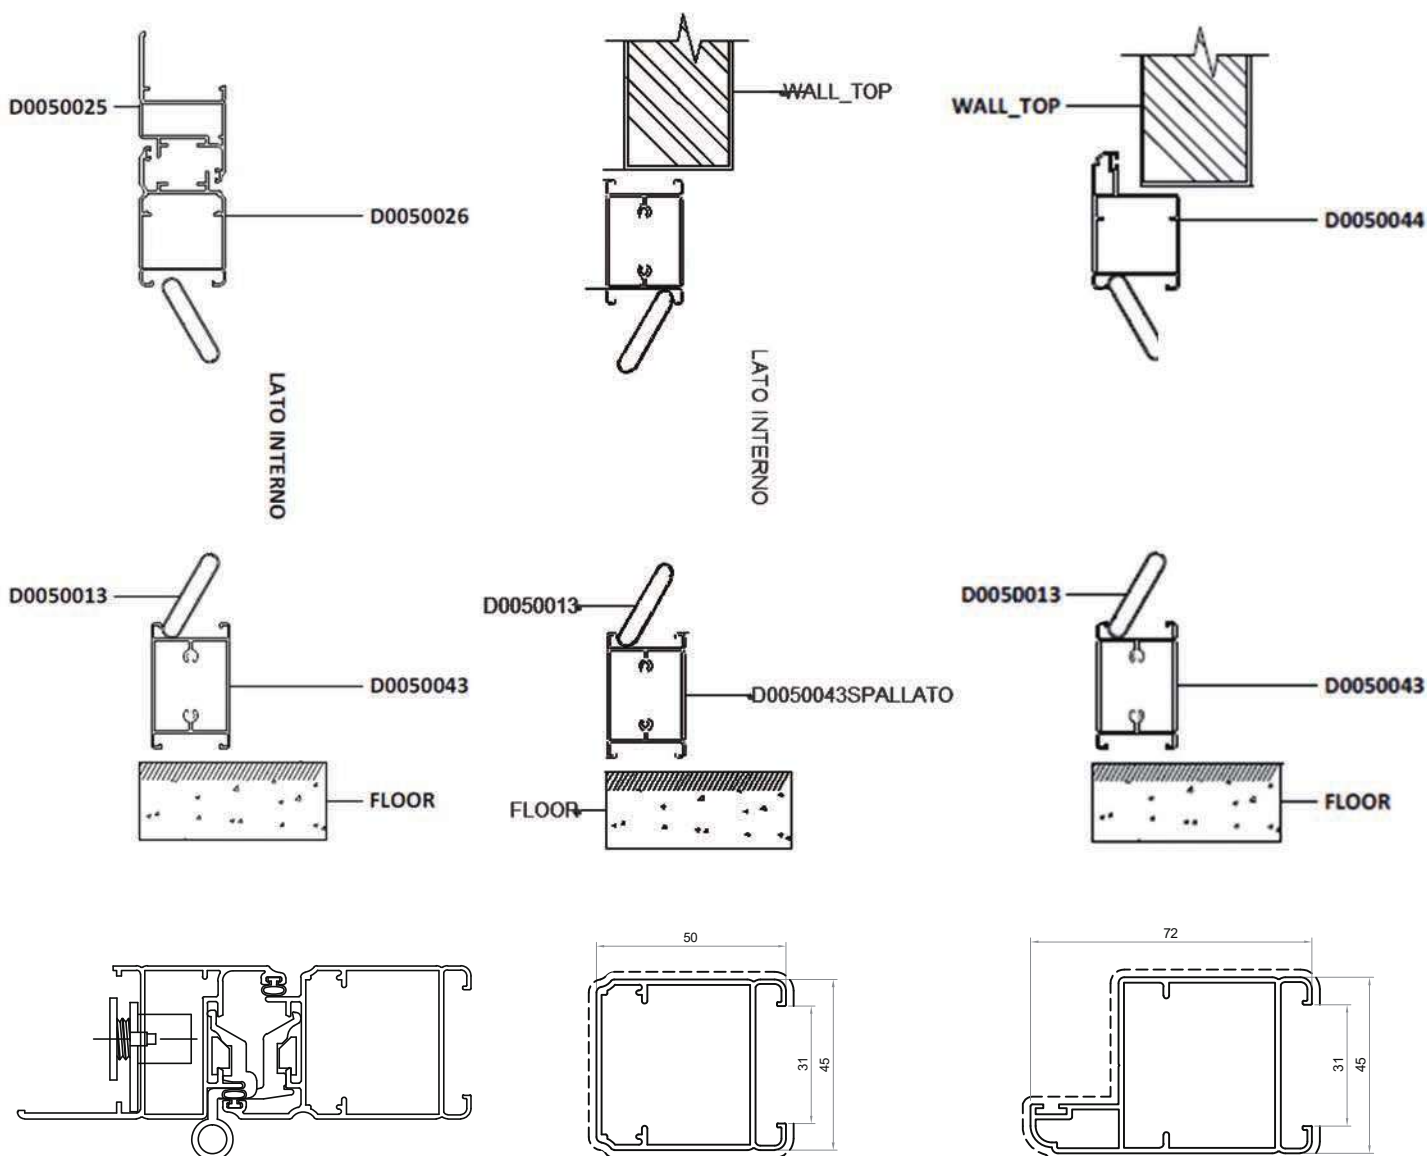 D0050025
WALL_TOP
WALL_TOP
D0050026
D0050044
LATO INTERNO
LATO INTERNO
D0050013
D0050013
D0050013
D0050043
D0050043SPALLATO
D0050043
FLOOR
FLOOR
FLOOR
50
31
45
72
31
45